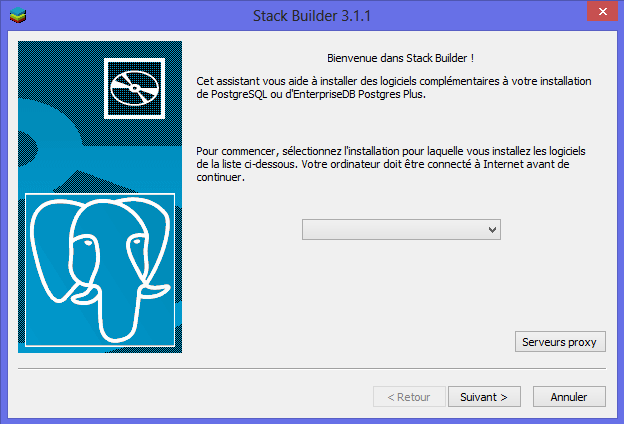 Stack Builder 3.1.1
Bienvenue dans Stack Builder !
Cet assistant vous aide à installer des logiciels complémentaires à votre installation
de PostgreSQL ou d'EnterpriseDB Postgres Plus.
Pour commencer, sélectionnez l'installation pour laquelle vous installez les logiciels
de la liste ci-dessous. Votre ordinateur doit être connecté à Internet avant de
continuer.
Serveurs proxy
< Retour
Suivant >
Annuler